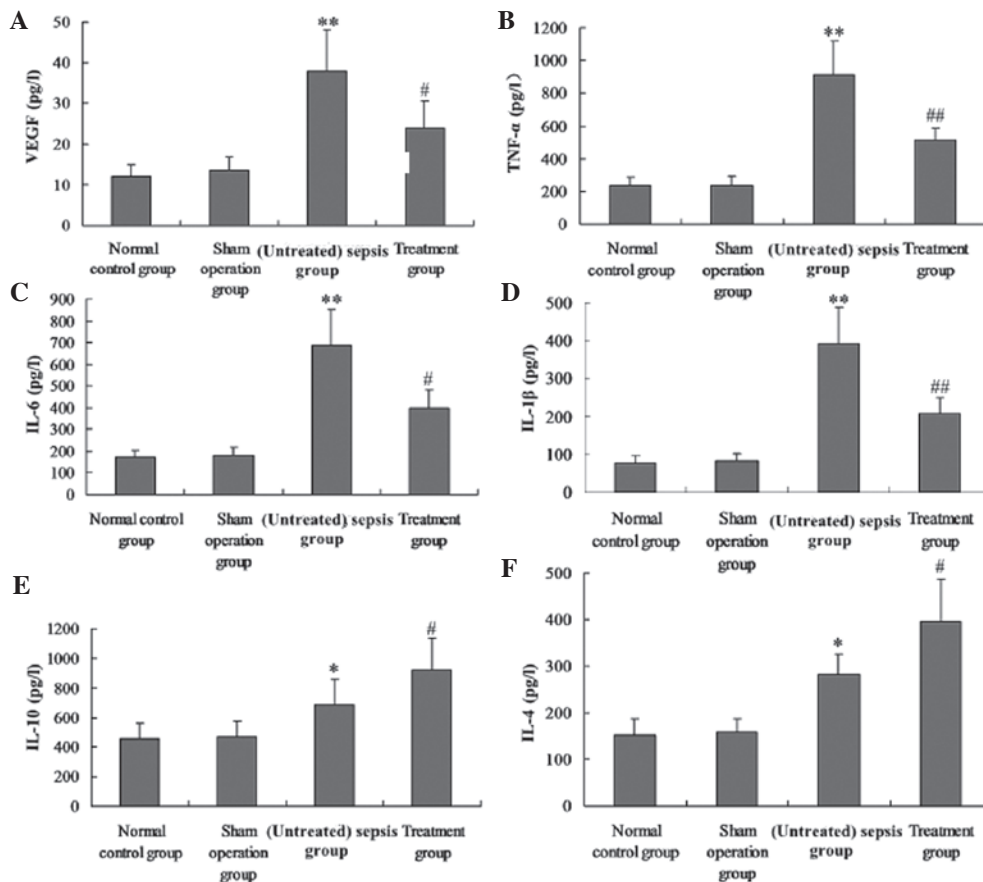 A
VEGF (pg/l)
50
40
30
20
10
0
**
#
Normal
control group
Sham
operation group
(Untreated) sepsis
group
Treatment
group
B
TNF-α (pg/l)
1200
1000
800
600
400
200
0
**
##
Normal
control group
Sham
operation
group
(Untreated) sepsis
group
Treatment
group
C
IL-6 (pg/l)
900
800
700
600
500
400
300
200
100
0
**
#
Normal control
group
Sham
operation group
(Untreated) sepsis
group
Treatment
group
D
IL-1β (pg/l)
500
400
300
200
100
0
**
##
Normal
control group
Sham
operation
group
(Untreated) sepsis
group
Treatment
group
E
IL-10 (pg/l)
1200
1000
800
600
400
200
0
*
#
Normal
control group
Sham
operation group
(Untreated) sepsis
group
Treatment
group
F
IL-4 (pg/l)
500
400
300
200
100
0
*
#
Normal
control group
Sham
operation
group
(Untreated) sepsis
group
Treatment
group